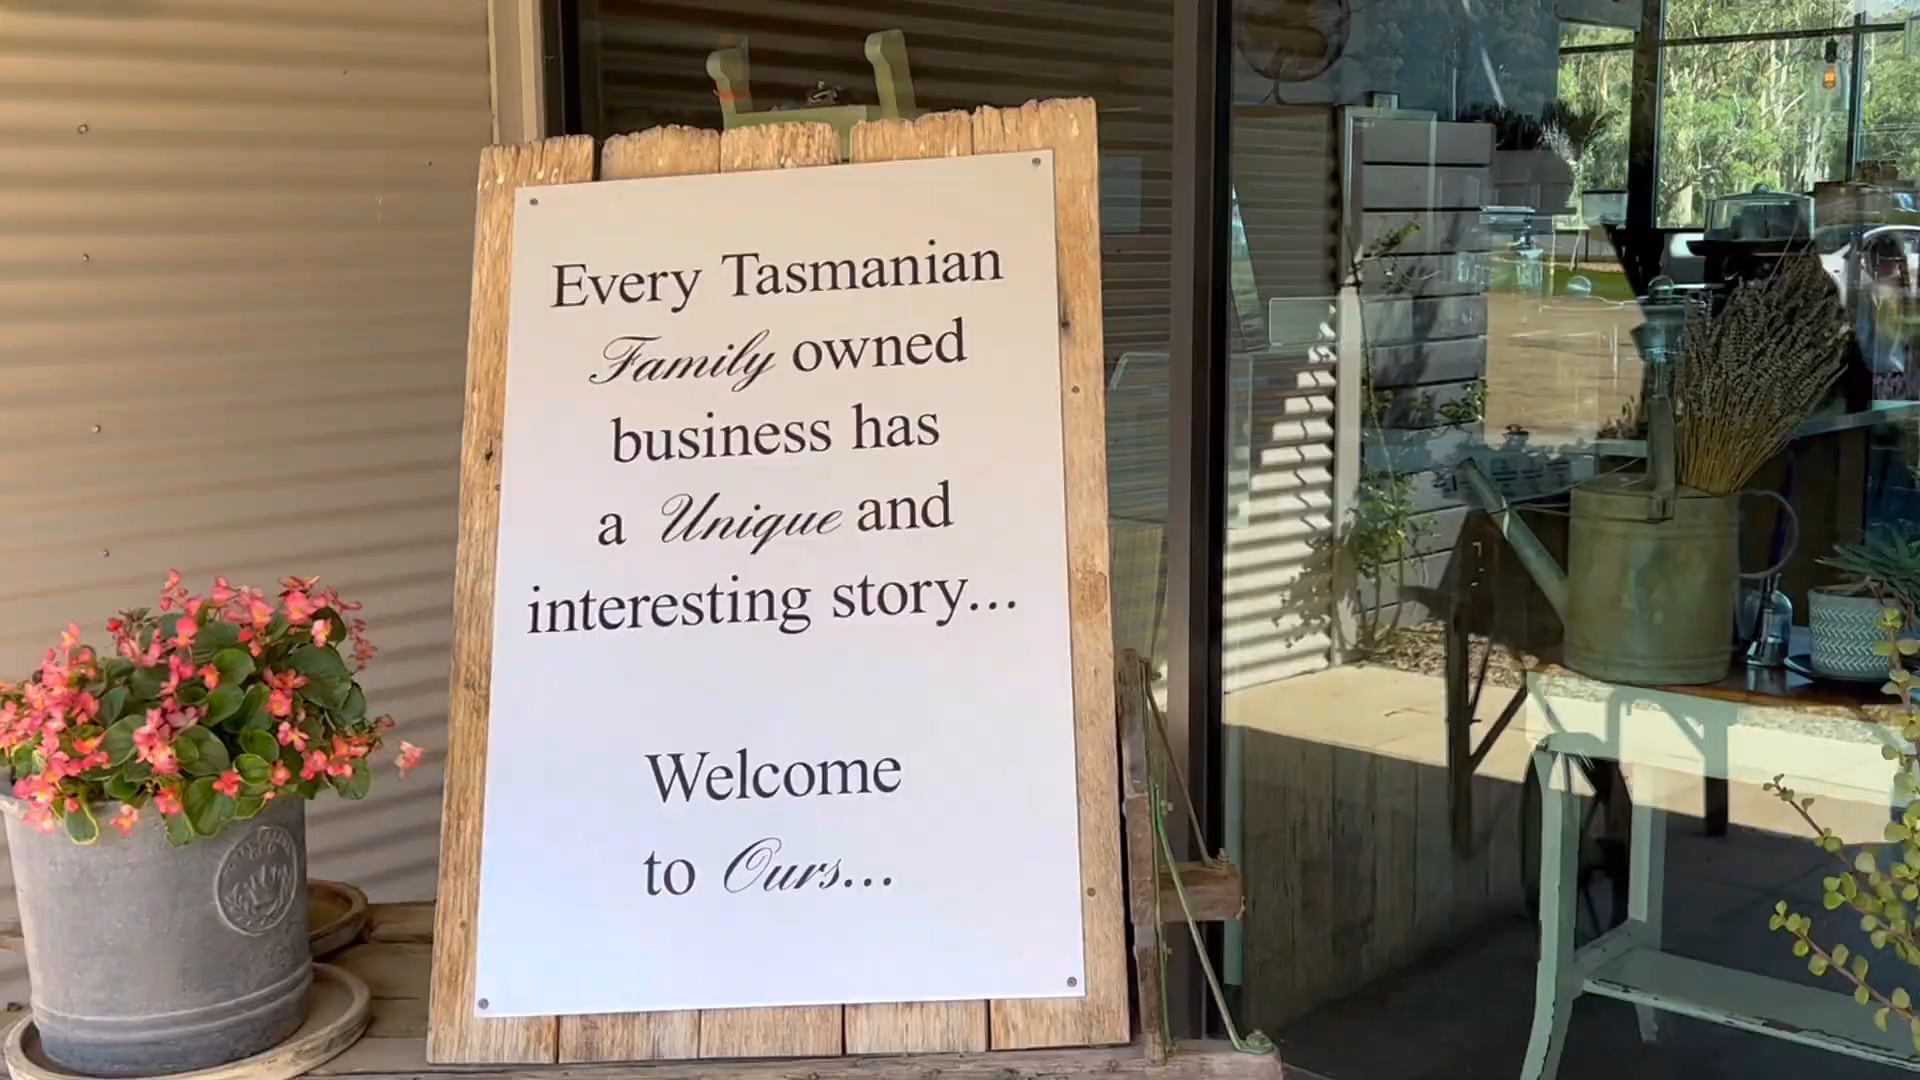 Every Tasmanian
Family owned
business has
a Unique and
interesting story...
Welcome
to Ours...